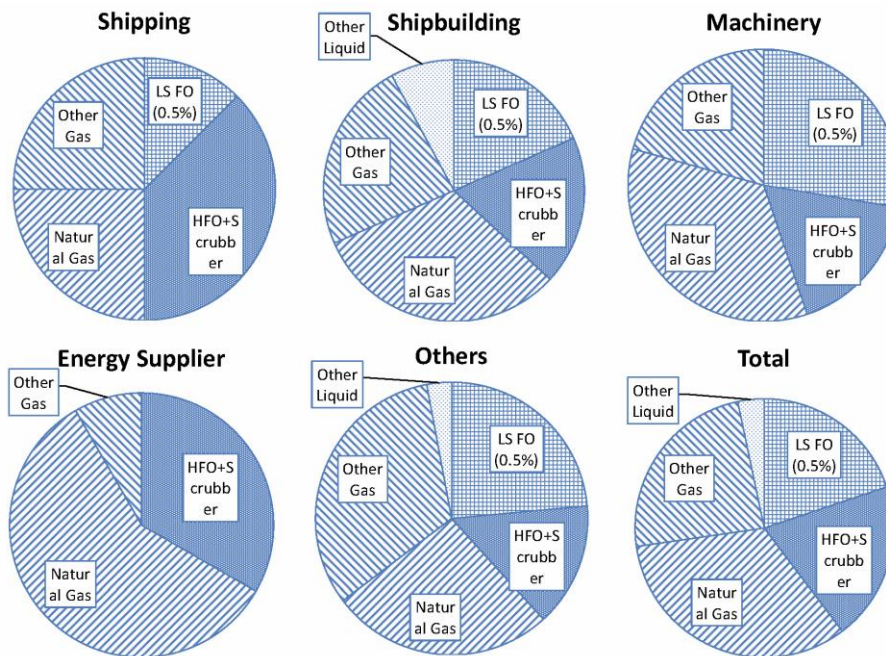 Shipping
LS FO
(0.5%)
HFO+S
crubb
er
Natur
al Gas
Other
Gas
Shipbuilding
Other
Liquid
LS FO
(0.5%)
HFO+S
crubb
er
Natur
al Gas
Other
Gas
Machinery
LS FO
(0.5%)
HFO+S
crubb
er
Natur
al Gas
Other
Gas
Energy Supplier
Other
Gas
HFO+S
crubb
er
Natur
al Gas
Others
Other
Liquid
LS FO
(0.5%)
HFO+S
crubb
er
Natur
al Gas
Other Gas
Total
Other
Liquid
LS FO
(0.5%)
HFO+S
crubb
er
Natur
al Gas
Other
Gas